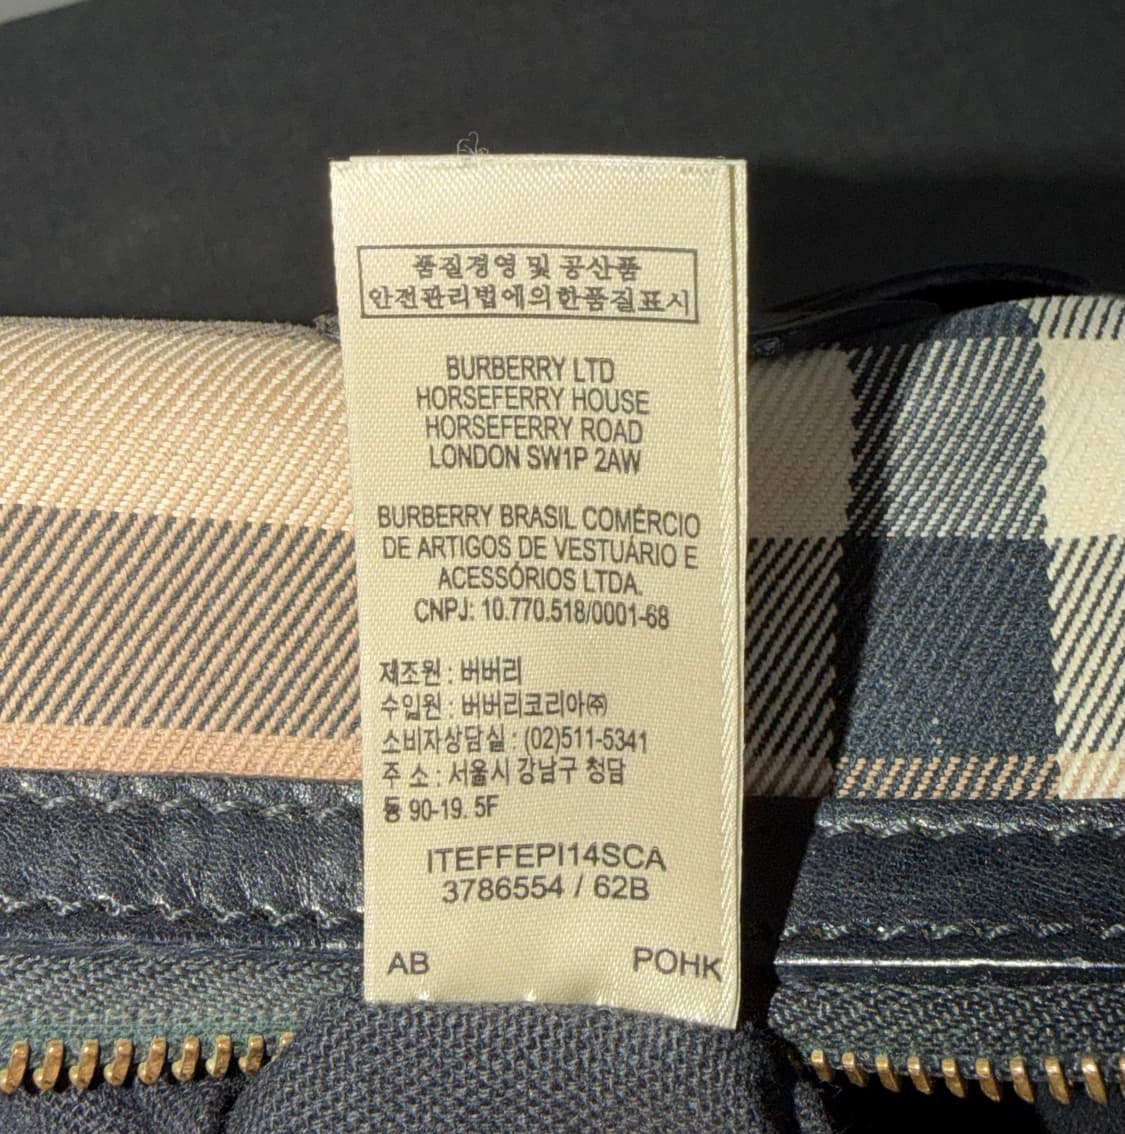 품질경영 및 공산품
안전관리법에의한품질표시
BURBERRY LTD
HORSEFERRY HOUSE
HORSEFERRY ROAD
LONDON SW1P 2AW
BURBERRY BRASIL COMÉRCIO
DE ARTIGOS DE VESTUÁRIO E
ACESSÓRIOS LTDA.
CNPJ: 10.770.518/0001-68
제조원 : 버버리
수입원 : 버버리코리아㈜
소비자상담실 : (02)511-5341
주 소 : 서울시 강남구 청담
동 90-19. 5F
ITEFFEPI14SCA
3786554 / 62B
AB POHK